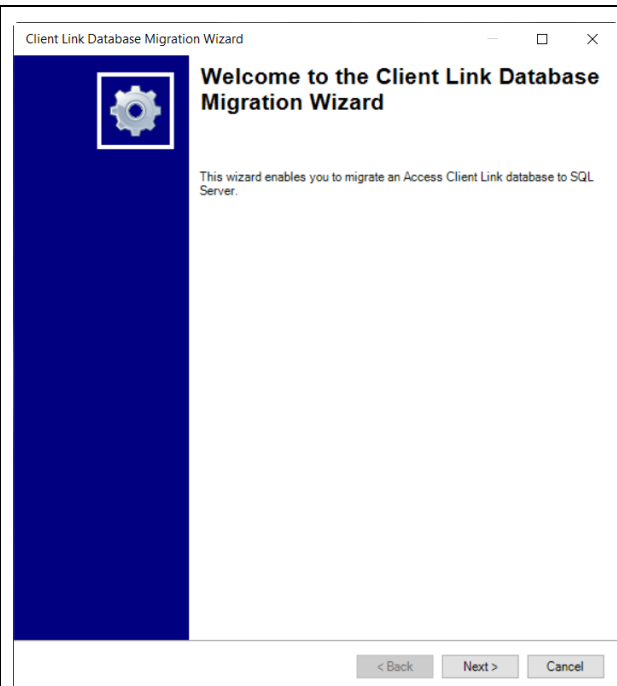 Client Link Database Migration Wizard
Welcome to the Client Link Database
Migration Wizard
This wizard enables you to migrate an Access Client Link database to SQL
Server.
< Back
Next >
Cancel